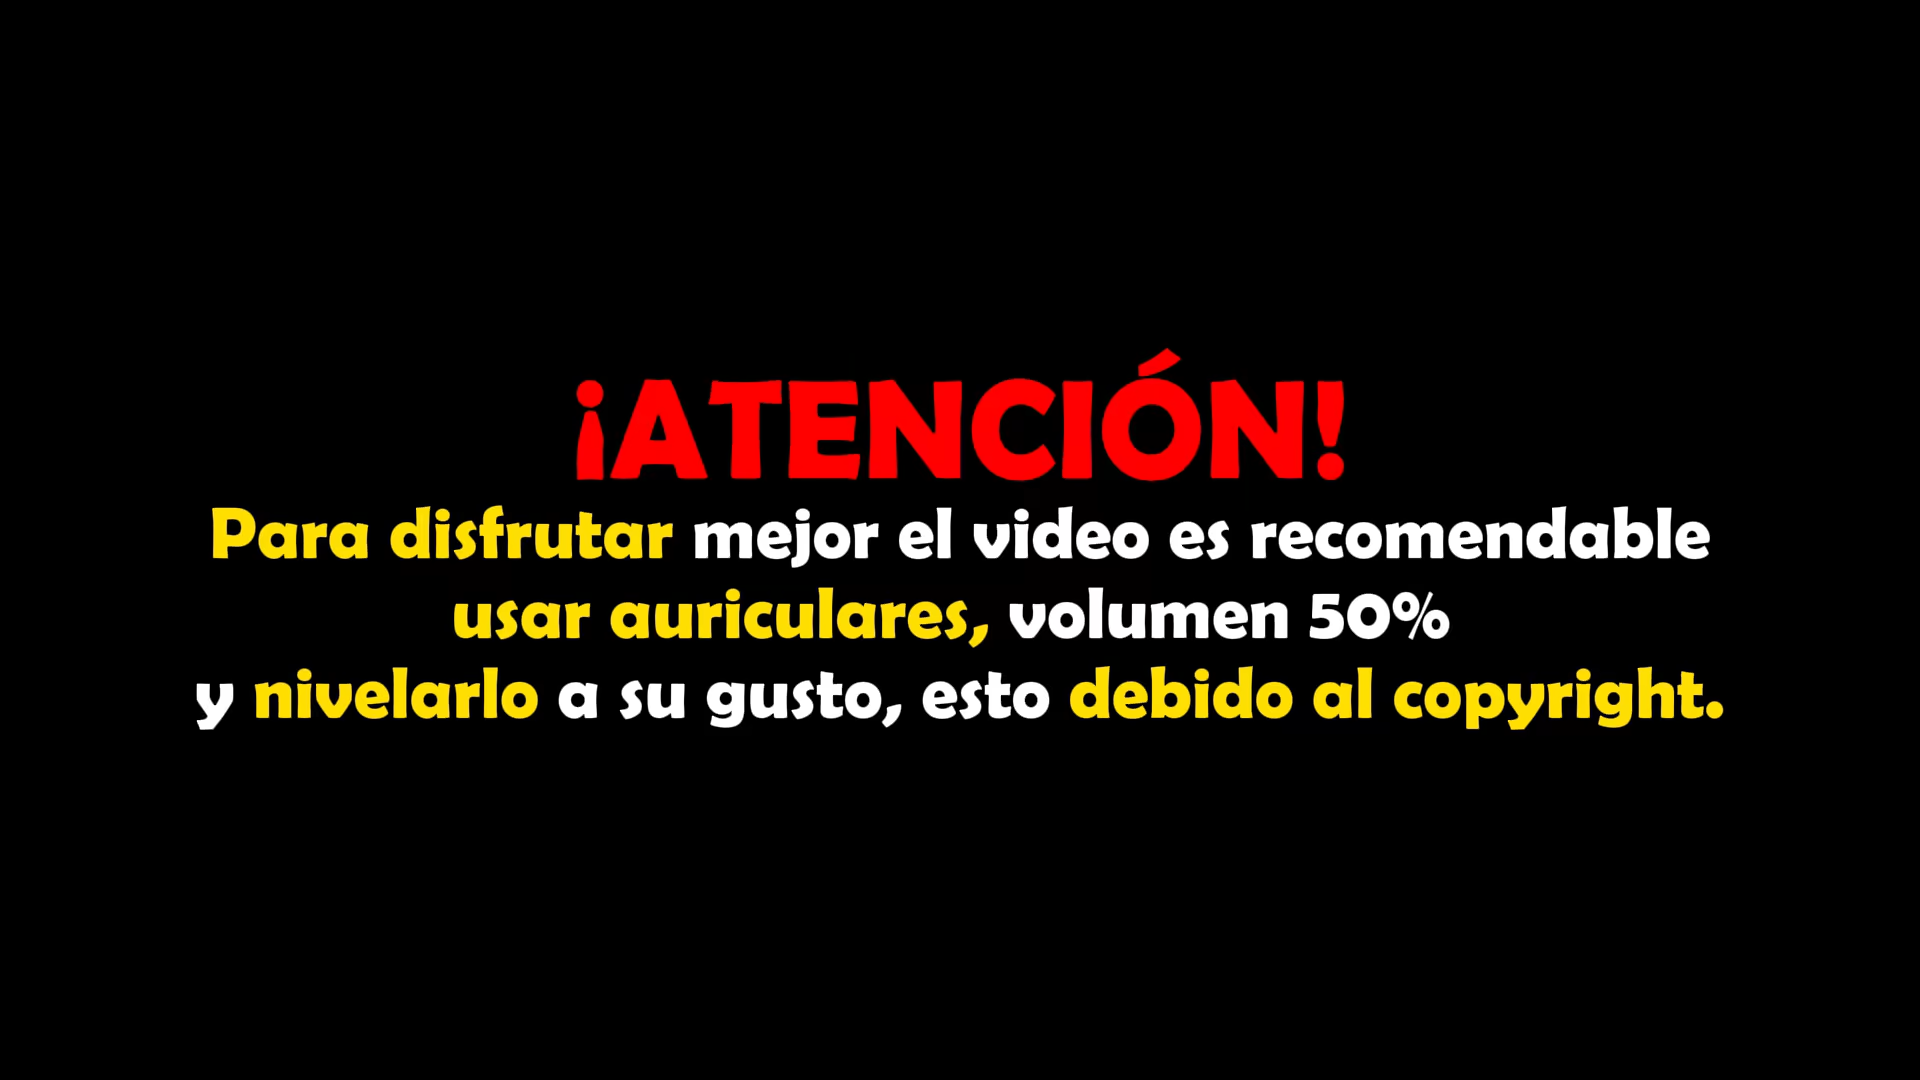 ¡ATENCIÓN!
Para disfrutar mejor el video es recomendable
usar auriculares, volumen 50%
y nivelarlo a su gusto, esto debido al copyright.